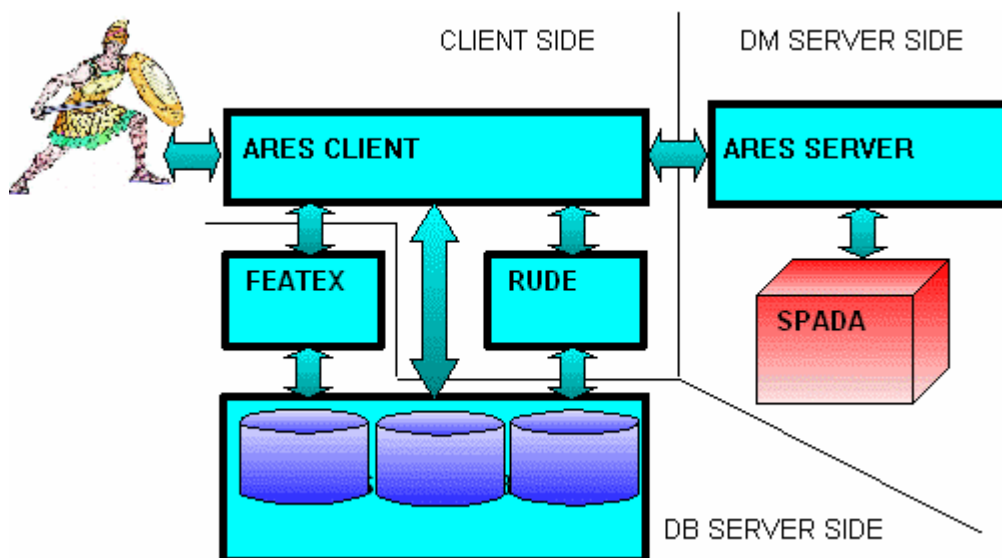 CLIENT SIDE
DM SERVER SIDE
ARES CLIENT
ARES SERVER
FEATEX
RUDE
SPADA
DB SERVER SIDE